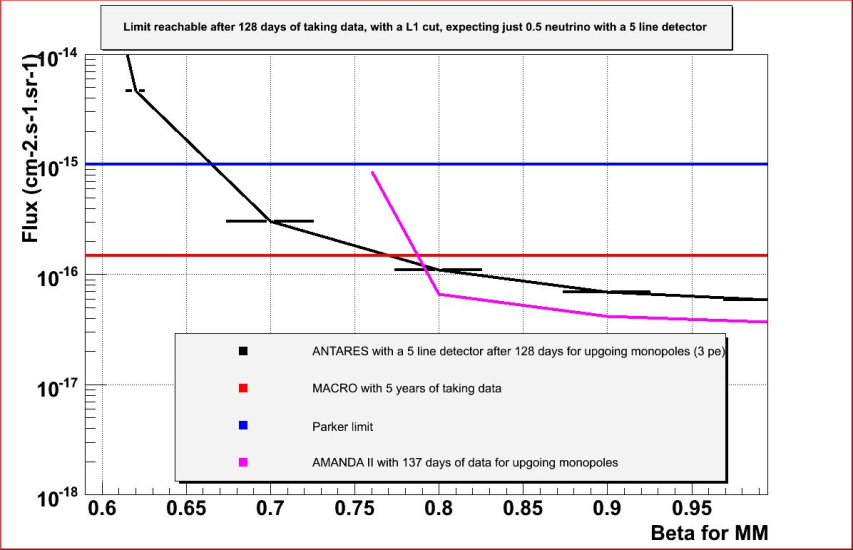 Limit reachable after 128 days of taking data, with a L1 cut, expecting just 0.5 neutrino with a 5 line detector
Flux (cm-2.s-1.sr-1)
10-14
10-15
10-16
10-17
10-18
ANTARES with a 5 line detector after 128 days for upgoing monopoles (3 pe)
MACRO with 5 years of taking data
Parker limit
AMANDA II with 137 days of data for upgoing monopoles
0.6 0.65 0.7 0.75 0.8 0.85 0.9 0.95
Beta for MM